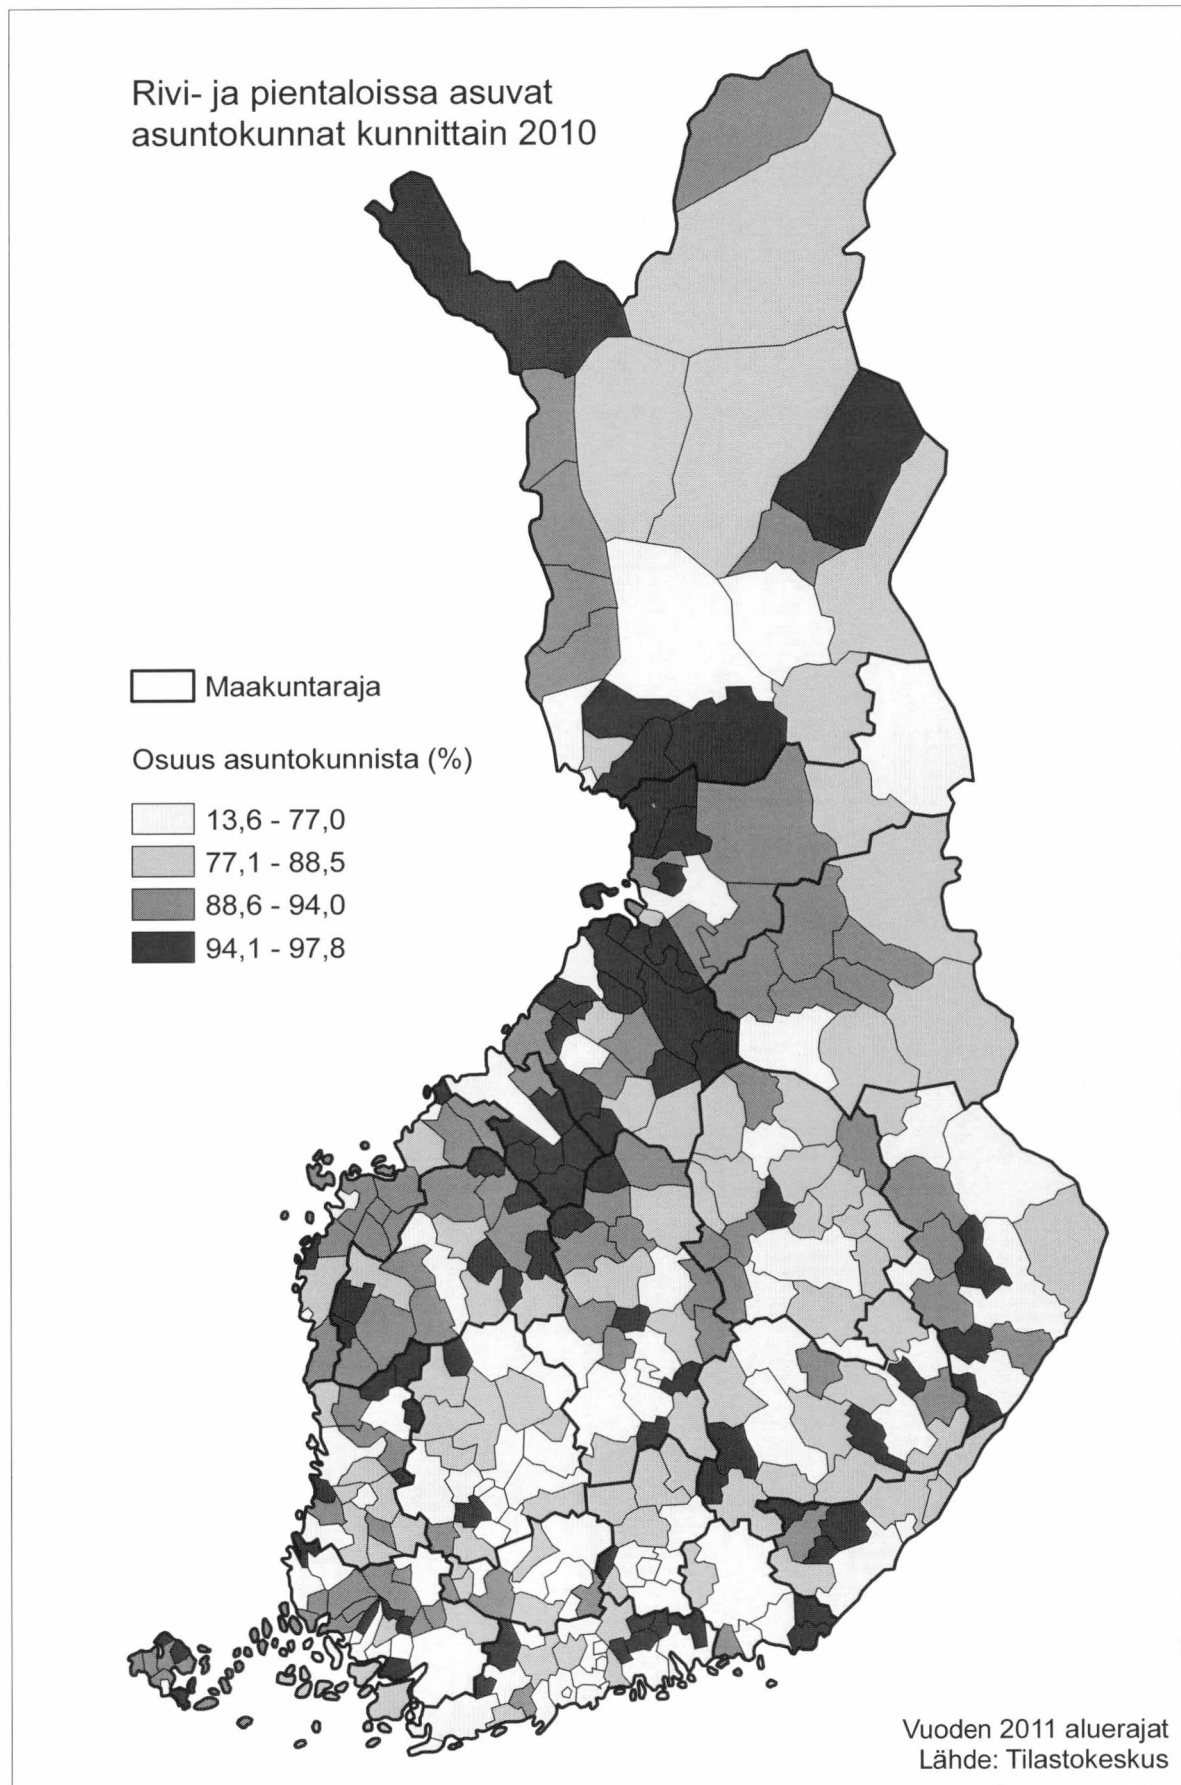 Rivi- ja pientaloissa asuvat
asuntokunnat kunnittain 2010
Maakuntaraja
Osuus asuntokunnista (%)
13,6 - 77,0
77,1 - 88,5
88,6 - 94,0
94,1 - 97,8
Vuoden 2011 aluerajat
Lähde: Tilastokeskus